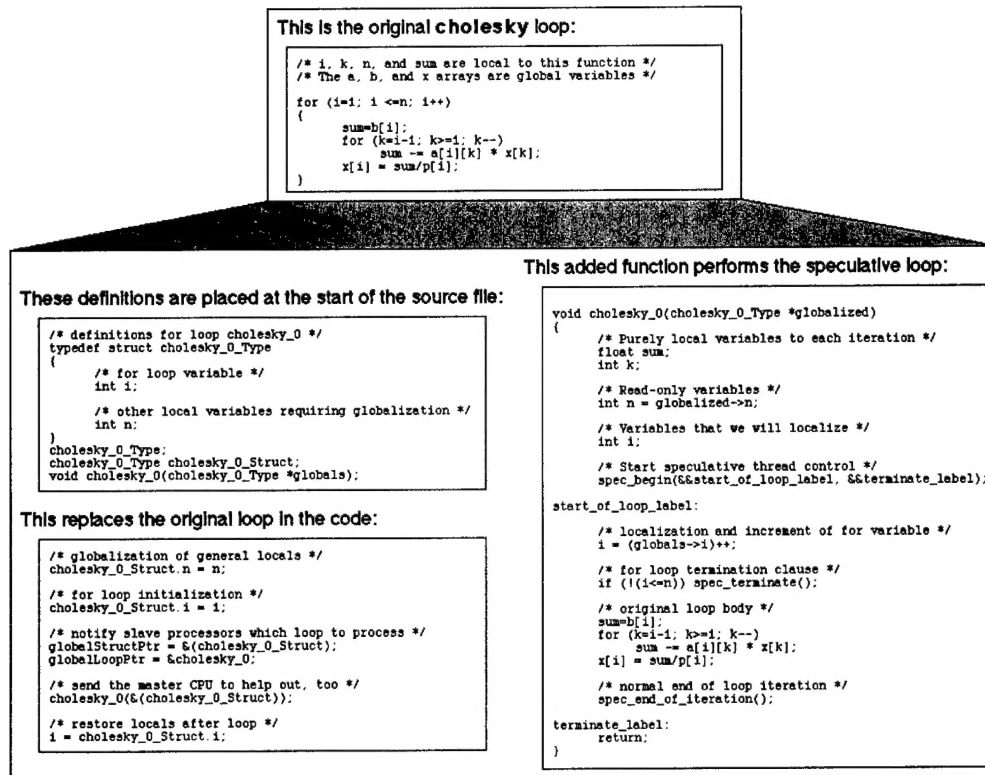 This is the original cholesky loop:
/* i, k, n, and sum are local to this function */
/* The a, b, and x arrays are global variables */
for (i=1; i <=n; i++)
{
sum=b[i];
for (k=i-1; k>=1; k--)
sum -= a[i][k] * x[k];
x[i] = sum/p[i];
}
These definitions are placed at the start of the source file:
/* definitions for loop cholesky_0 */
typedef struct cholesky_0_Type
{
/* for loop variable */
int i;
/* other local variables requiring globalization */
int n;
}
cholesky_0_Type;
cholesky_0_Type cholesky_0_Struct;
void cholesky_0(cholesky_0_Type *globals);
This replaces the original loop in the code:
/* globalization of general locals */
cholesky_0_Struct.n = n;
/* for loop initialization */
cholesky_0_Struct.i = 1;
/* notify slave processors which loop to process */
globalStructPtr = &(cholesky_0_Struct);
globalLoopPtr = &cholesky_0;
/* send the master CPU to help out, too */
cholesky_0(&(cholesky_0_Struct));
/* restore locals after loop */
i = cholesky_0_Struct.i;
This added function performs the speculative loop:
void cholesky_0(cholesky_0_Type *globalized)
{
/* Purely local variables to each iteration */
float sum;
int k;
/* Read-only variables */
int n = globalized->n;
/* Variables that we will localize */
int i;
/* Start speculative thread control */
spec_begin(&&start_of_loop_label, &&terminate_label);
start_of_loop_label:
/* localization and increment of for variable */
i = (globals->i)++;
/* for loop termination clause */
if (!(i<=n)) spec_terminate();
/* original loop body */
sum=b[i];
for (k=i-1; k>=1; k--)
sum -= a[i][k] * x[k];
x[i] = sum/p[i];
/* normal end of loop iteration */
spec_end_of_iteration();
terminate_label:
return;
}